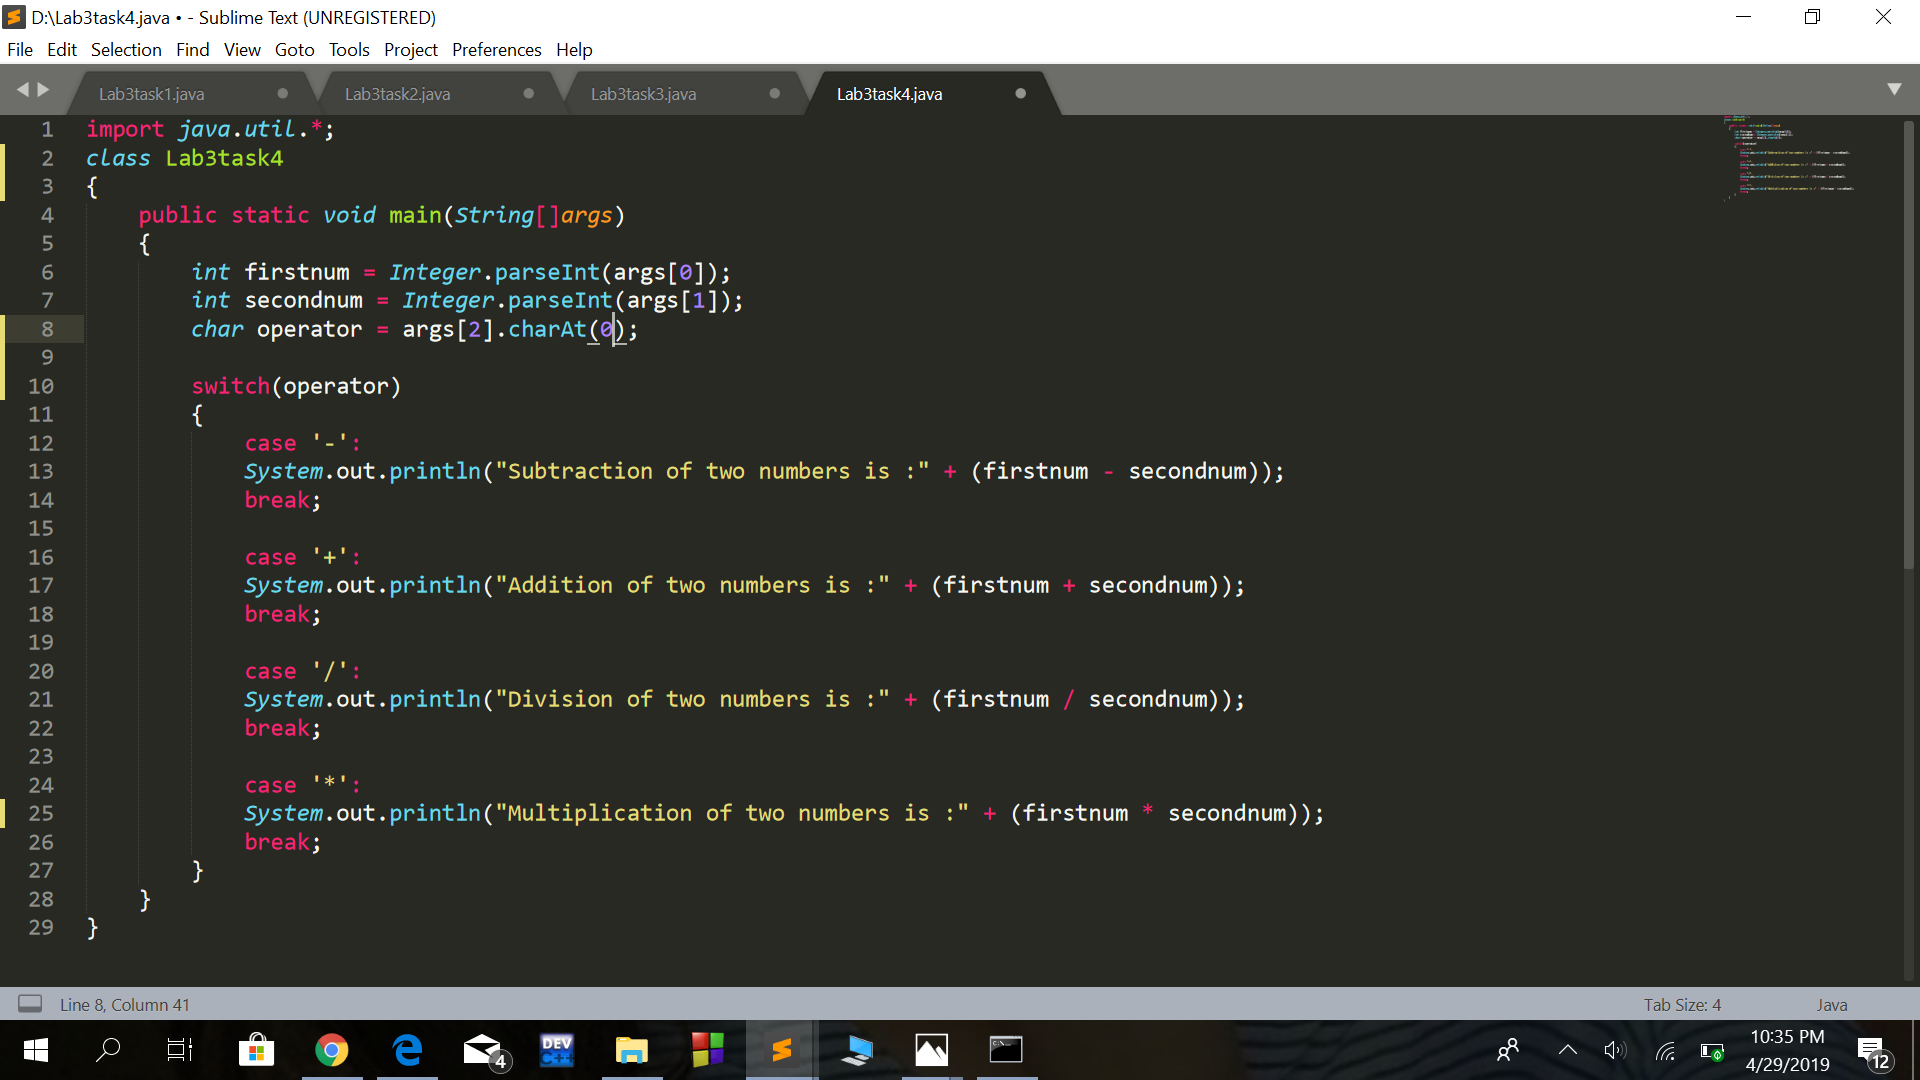 D:\Lab3task4.java • - Sublime Text (UNREGISTERED)
File Edit Selection Find View Goto Tools Project Preferences Help
Lab3task1.java Lab3task2.java Lab3task3.java Lab3task4.java
1 import java.util.*;
2 class Lab3task4
3 {
4 public static void main(String[]args)
5 {
6 int firstnum = Integer.parseInt(args[0]);
7 int secondnum = Integer.parseInt(args[1]);
8 char operator = args[2].charAt(0);
9
10 switch(operator)
11 {
12 case '-':
13 System.out.println("Subtraction of two numbers is :" + (firstnum - secondnum));
14 break;
15
16 case '+':
17 System.out.println("Addition of two numbers is :" + (firstnum + secondnum));
18 break;
19
20 case '/':
21 System.out.println("Division of two numbers is :" + (firstnum / secondnum));
22 break;
23
24 case '*':
25 System.out.println("Multiplication of two numbers is :" + (firstnum * secondnum));
26 break;
27 }
28 }
29 }
Line 8, Column 41 Tab Size: 4 Java
4 DEV C++ 10:35 PM
4/29/2019 12